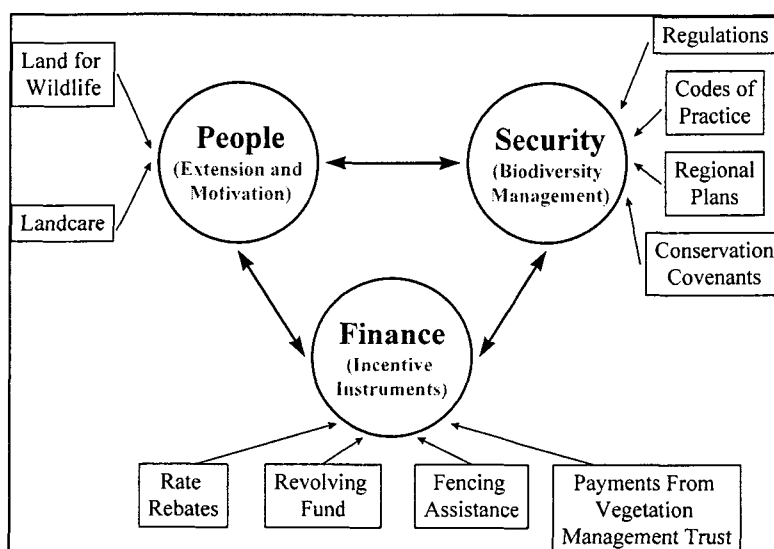 Land for
Wildlife
Landcare
People
(Extension and
Motivation)
Security
(Biodiversity
Management)
Regulations
Codes of
Practice
Regional
Plans
Conservation
Covenants
Finance
(Incentive
Instruments)
Rate
Rebates
Revolving
Fund
Fencing
Assistance
Payments From
Vegetation
Management Trust